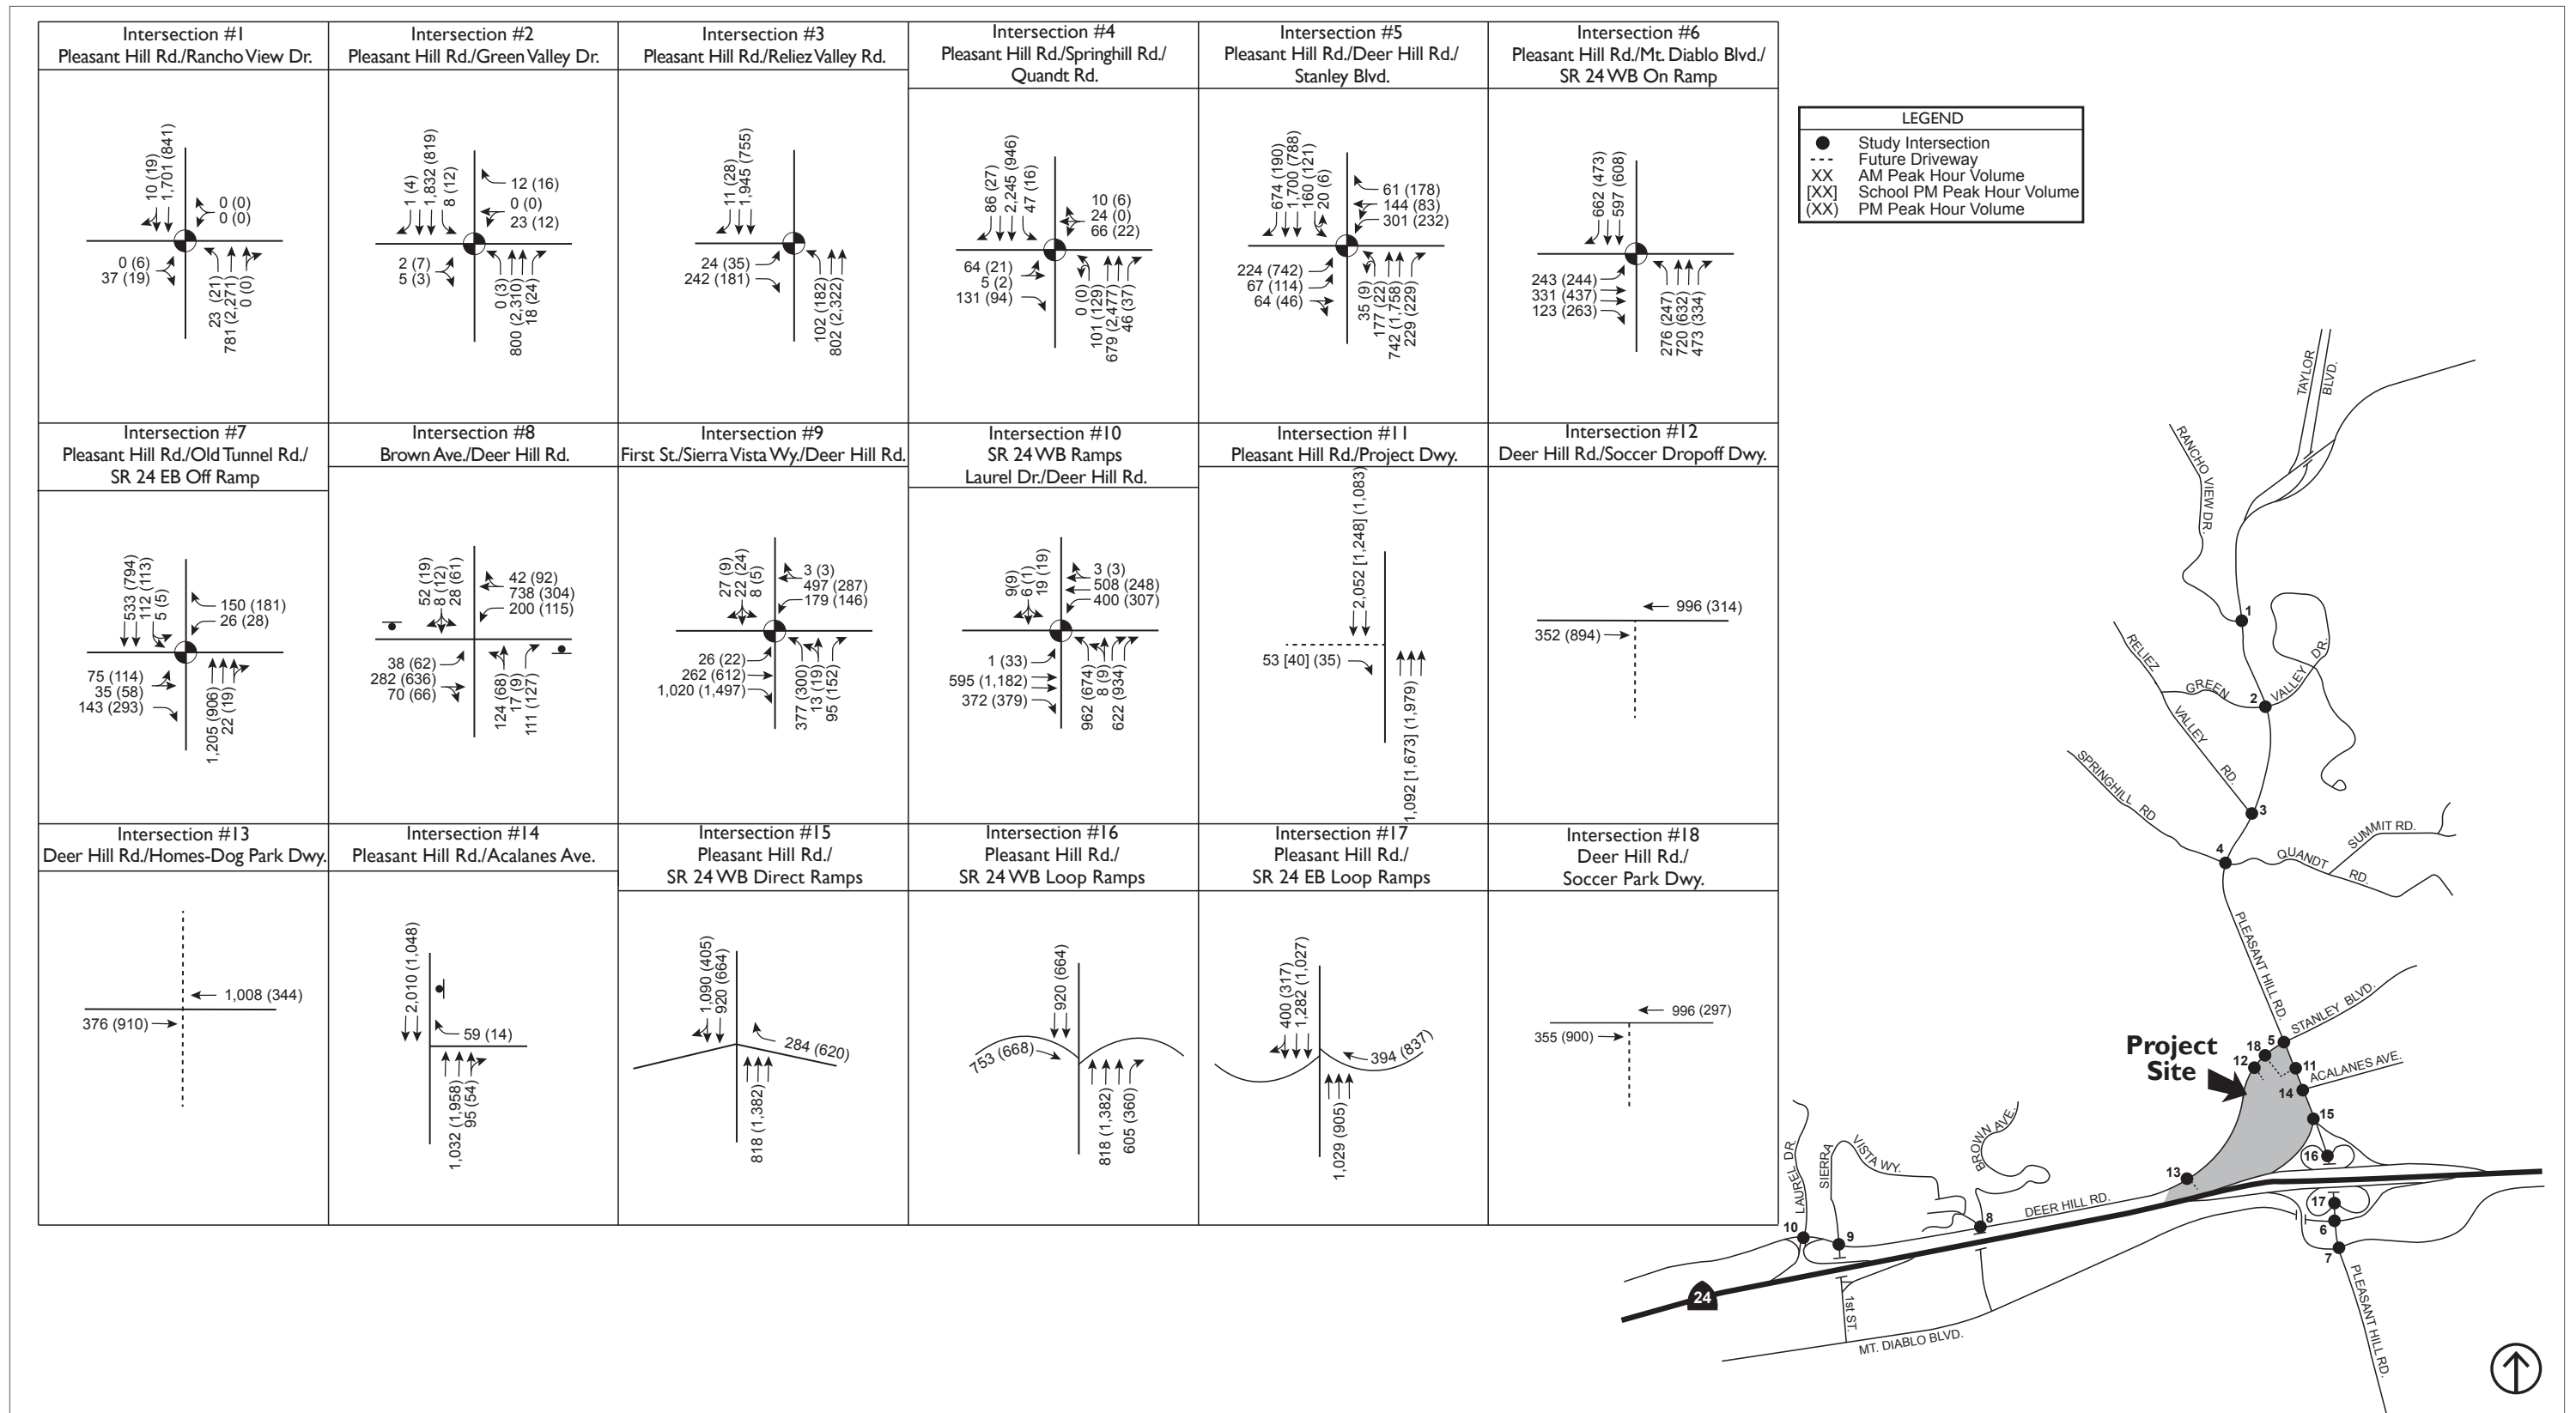 Intersection #1
Pleasant Hill Rd./Rancho View Dr.
10 (19)
1,701 (841)
0 (0)
0 (0)
0 (6)
37 (19)
23 (21)
781 (2,271)
0 (0)
Intersection #2
Pleasant Hill Rd./Green Valley Dr.
1 (4)
1,832 (819)
8 (12)
12 (16)
0 (0)
23 (12)
2 (7)
5 (3)
0 (3)
800 (2,310)
18 (24)
Intersection #3
Pleasant Hill Rd./Reliez Valley Rd.
11 (28)
1,945 (755)
24 (35)
242 (181)
102 (182)
802 (2,322)
Intersection #4
Pleasant Hill Rd./Springhill Rd./
Quandt Rd.
86 (27)
2,245 (946)
47 (16)
10 (6)
24 (0)
66 (22)
64 (21)
5 (2)
131 (94)
0 (0)
101 (129)
679 (2,477)
46 (37)
Intersection #5
Pleasant Hill Rd./Deer Hill Rd./
Stanley Blvd.
674 (190)
1,700 (788)
160 (121)
20 (6)
61 (178)
144 (83)
301 (232)
224 (742)
67 (114)
64 (46)
35 (9)
177 (22)
742 (1,758)
229 (229)
Intersection #6
Pleasant Hill Rd./Mt. Diablo Blvd./
SR 24 WB On Ramp
662 (473)
597 (608)
243 (244)
331 (437)
123 (263)
276 (247)
720 (632)
473 (334)
LEGEND
Study Intersection
Future Driveway
XX AM Peak Hour Volume
[XX] School PM Peak Hour Volume
(XX) PM Peak Hour Volume
Intersection #7
Pleasant Hill Rd./Old Tunnel Rd./
SR 24 EB Off Ramp
533 (794)
112 (113)
5 (5)
150 (181)
26 (28)
75 (114)
35 (58)
143 (293)
1,205 (906)
22 (19)
Intersection #8
Brown Ave./Deer Hill Rd.
52 (19)
8 (12)
28 (61)
42 (92)
738 (304)
200 (115)
38 (62)
282 (636)
70 (66)
124 (68)
17 (9)
111 (127)
Intersection #9
First St./Sierra Vista Wy./Deer Hill Rd.
27 (9)
22 (24)
8 (5)
3 (3)
497 (287)
179 (146)
26 (22)
262 (612)
1,020 (1,497)
377 (300)
13 (19)
95 (152)
Intersection #10
SR 24 WB Ramps
Laurel Dr./Deer Hill Rd.
9(9)
6 (1)
19 (19)
3 (3)
508 (248)
400 (307)
1 (33)
595 (1,182)
372 (379)
962 (674)
8 (9)
622 (934)
Intersection #11
Pleasant Hill Rd./Project Dwy.
2,052 [1,248] (1,083)
53 [40] (35)
1,092 [1,673] (1,979)
Intersection #12
Deer Hill Rd./Soccer Dropoff Dwy.
996 (314)
352 (894)
Intersection #13
Deer Hill Rd./Homes-Dog Park Dwy.
1,008 (344)
376 (910)
Intersection #14
Pleasant Hill Rd./Acalanes Ave.
2,010 (1,048)
59 (14)
1,032 (1,958)
95 (54)
Intersection #15
Pleasant Hill Rd./
SR 24 WB Direct Ramps
1,090 (405)
920 (664)
284 (620)
818 (1,382)
Intersection #16
Pleasant Hill Rd./
SR 24 WB Loop Ramps
920 (664)
753 (668)
818 (1,382)
605 (360)
Intersection #17
Pleasant Hill Rd./
SR 24 EB Loop Ramps
400 (317)
1,282 (1,027)
394 (837)
1,029 (905)
Intersection #18
Deer Hill Rd./
Soccer Park Dwy.
996 (297)
355 (900)
TAYLOR
BLVD.
RANCHO VIEW DR.
1
RELIEZ
VALLEY
RD.
GREEN
2
VALLEY
DR.
SPRINGHILL RD
3
4
QUANDT
RD.
SUMMIT RD.
PLEASANT HILL RD.
STANLEY BLVD.
5
18
12
11
Project
Site
ACALANES AVE.
14
15
16
13
17
6
7
LAUREL DR.
SIERRA
VISTA WY.
BROWN AVE.
DEER HILL RD.
10
9
8
24
1st ST.
MT. DIABLO BLVD.
PLEASANT HILL RD.